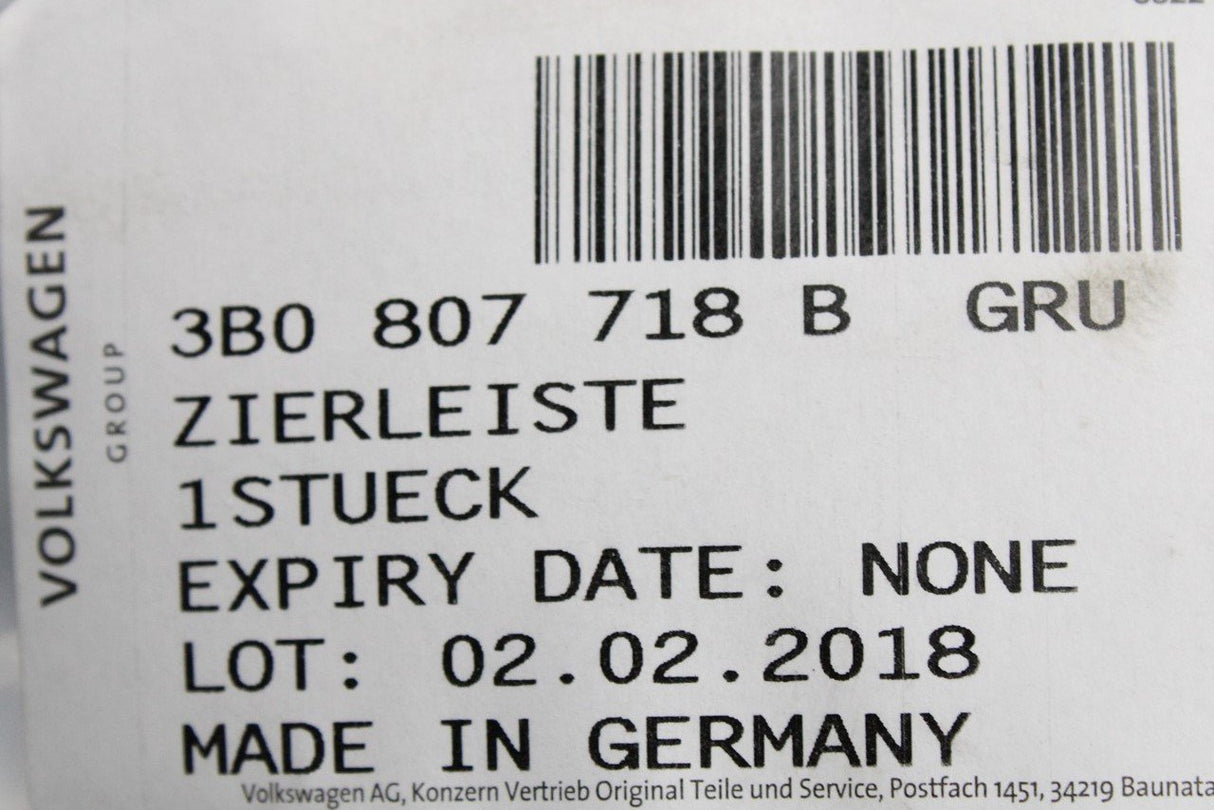 3B0 807 718 B GRU
ZIERLEISTE
1STUECK
EXPIRY DATE: NONE
LOT: 02.02.2018
MADE IN GERMANY
Volkswagen AG, Konzern Vertrieb Original Teile und Service, Postfach 1451, 34219 Baunata
VOLKSWAGEN
GROUP